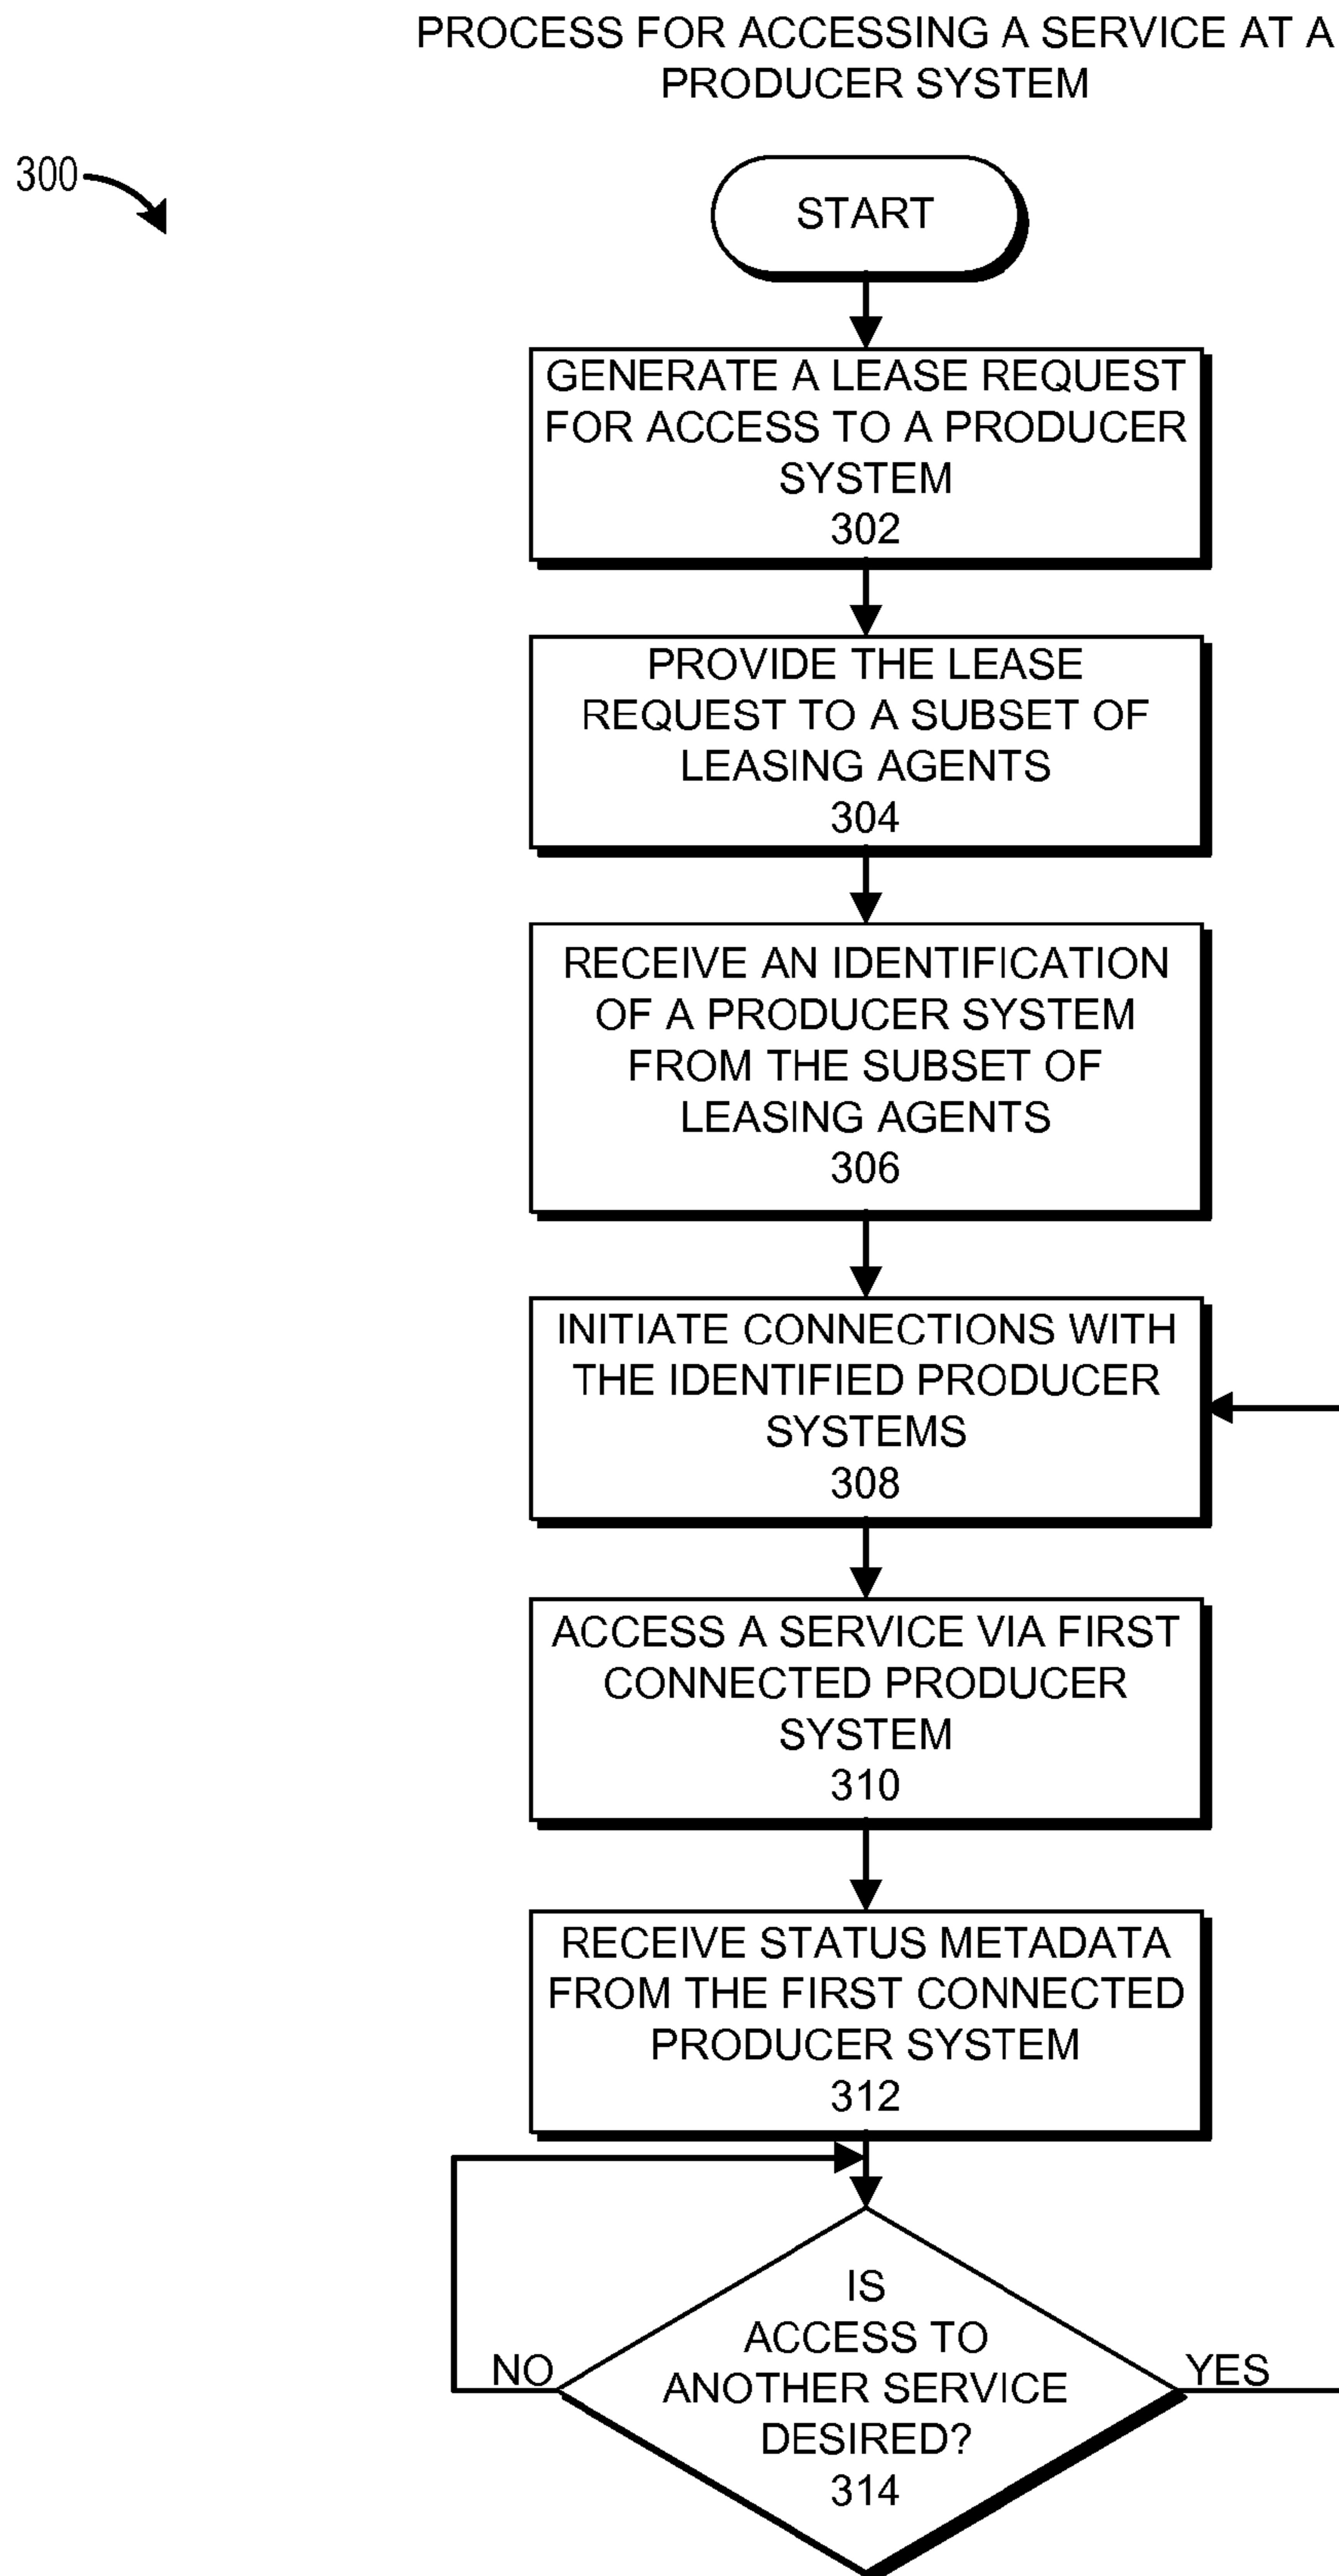 PROCESS FOR ACCESSING A SERVICE AT A
PRODUCER SYSTEM
300
START
GENERATE A LEASE REQUEST
FOR ACCESS TO A PRODUCER
SYSTEM
302
PROVIDE THE LEASE
REQUEST TO A SUBSET OF
LEASING AGENTS
304
RECEIVE AN IDENTIFICATION
OF A PRODUCER SYSTEM
FROM THE SUBSET OF
LEASING AGENTS
306
INITIATE CONNECTIONS WITH
THE IDENTIFIED PRODUCER
SYSTEMS
308
ACCESS A SERVICE VIA FIRST
CONNECTED PRODUCER
SYSTEM
310
RECEIVE STATUS METADATA
FROM THE FIRST CONNECTED
PRODUCER SYSTEM
312
IS
ACCESS TO
ANOTHER SERVICE
DESIRED?
314
NO
YES